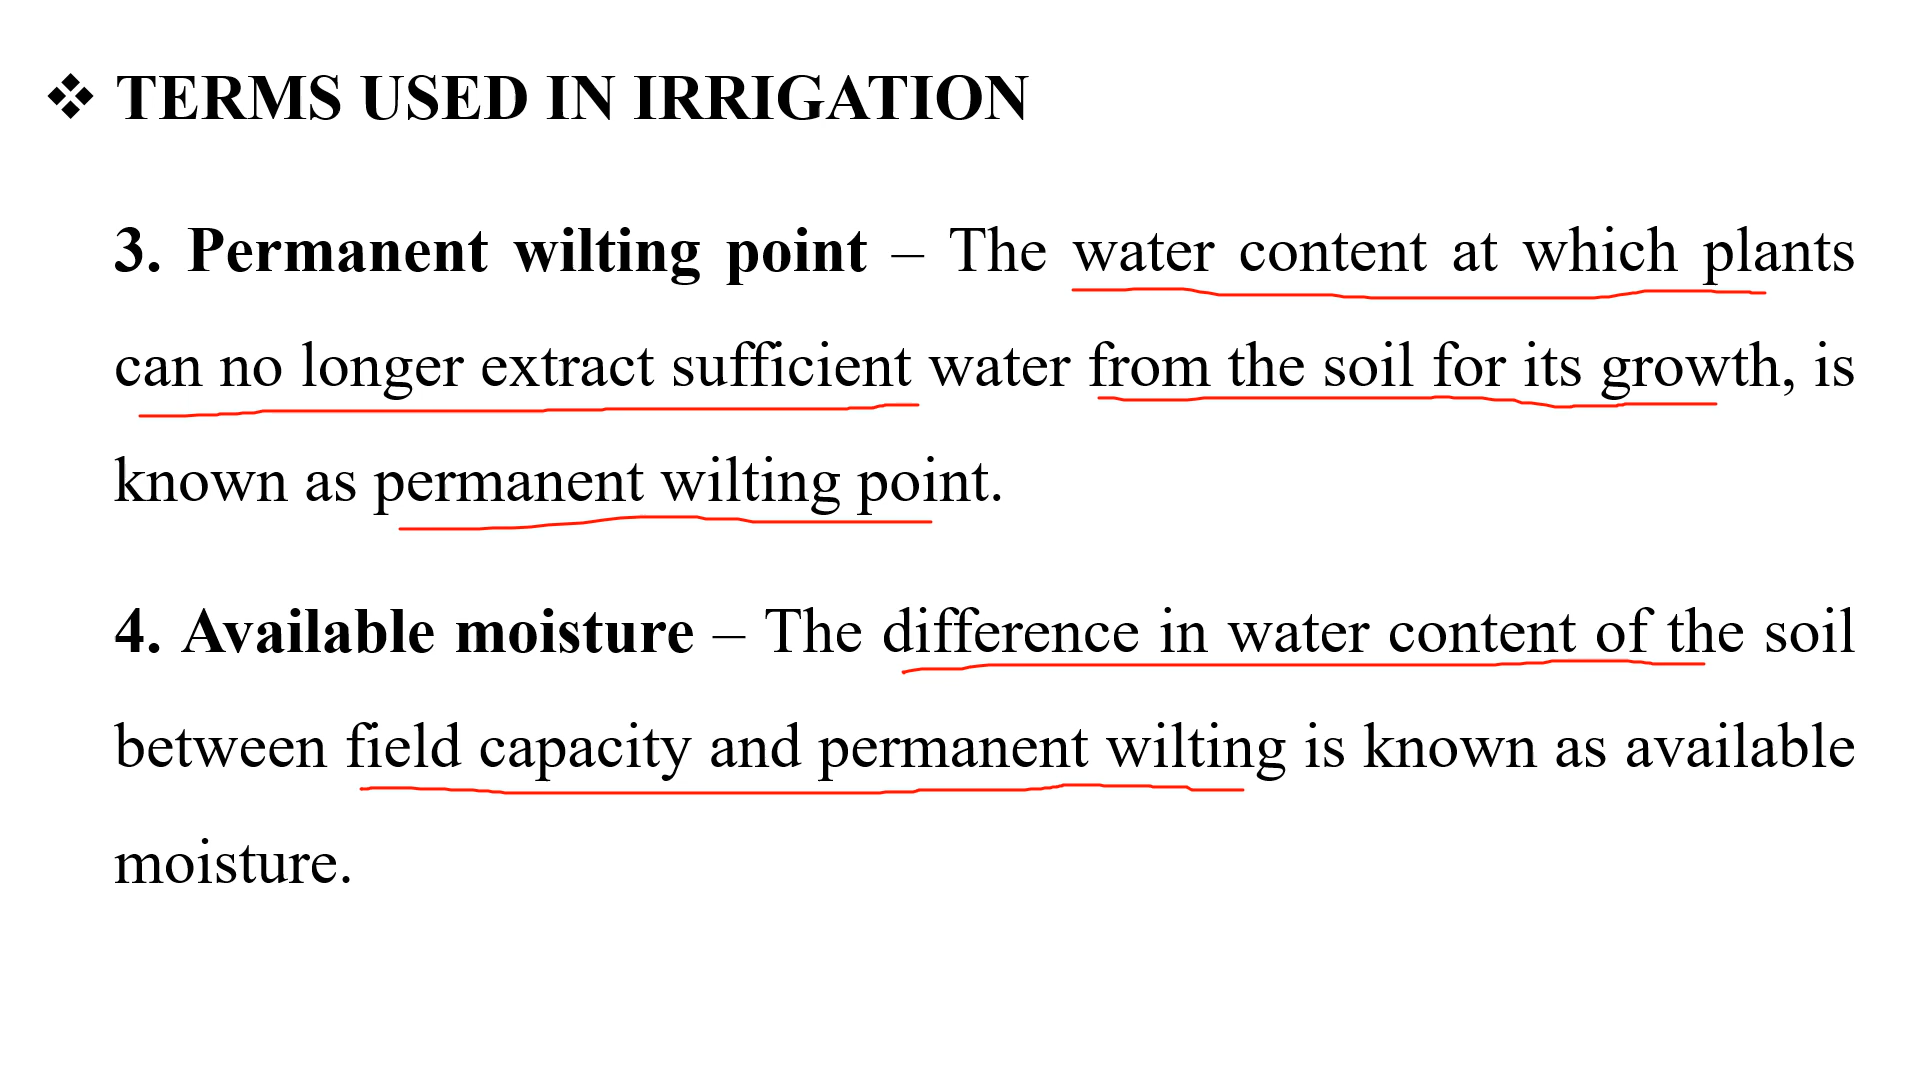 ❖ TERMS USED IN IRRIGATION
3. Permanent wilting point – The water content at which plants
can no longer extract sufficient water from the soil for its growth, is
known as permanent wilting point.
4. Available moisture – The difference in water content of the soil
between field capacity and permanent wilting is known as available
moisture.